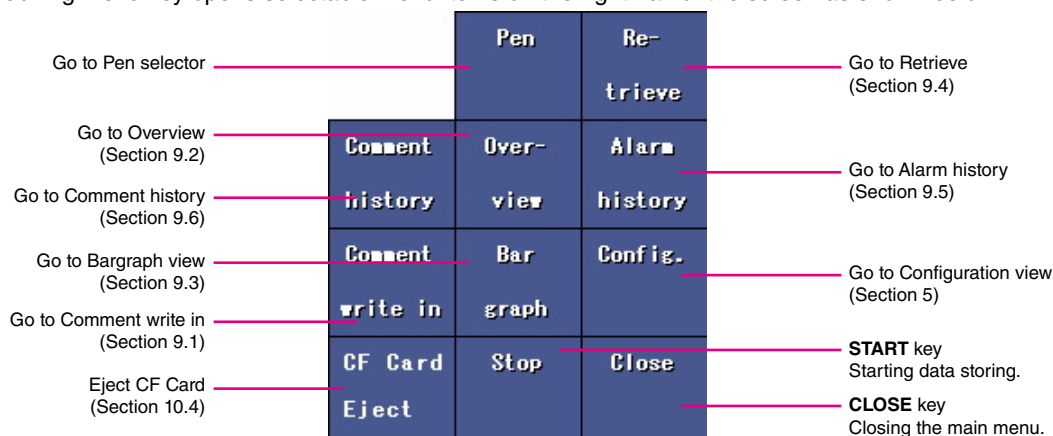 Pen
Re-
trieve
Go to Pen selector
Go to Retrieve
(Section 9.4)
Go to Overview
(Section 9.2)
Comment
history
Over-
view
Alarm
history
Go to Alarm history
(Section 9.5)
Go to Comment history
(Section 9.6)
Go to Bargraph view
(Section 9.3)
Comment
write in
Bar
graph
Config.
Go to Configuration view
(Section 5)
Go to Comment write in
(Section 9.1)
CF Card
Eject
Stop
Close
START key
Starting data storing.
Eject CF Card
(Section 10.4)
CLOSE key
Closing the main menu.